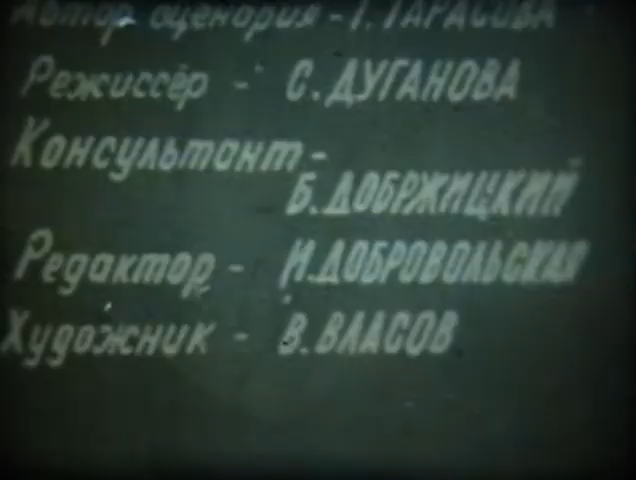 Автор сценария - Г. ТАРАСОВА
Режиссёр - С. ДУГАНОВА
Консультант -
Б. ДОБРЖИЦКИЙ
Редактор - И. ДОБРОВОЛЬСКАЯ
Художник - В. ВЛАСОВ